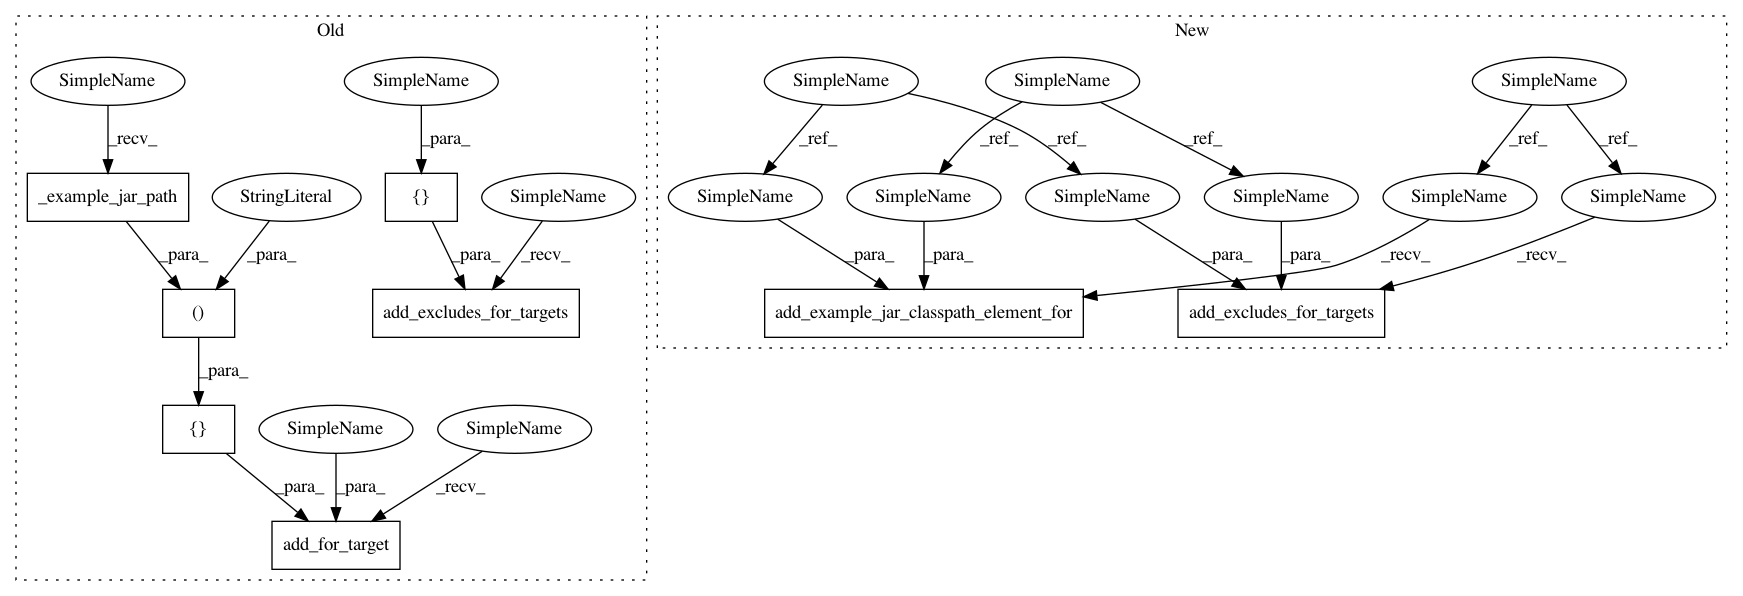 Old
New
SimpleName
SimpleName
SimpleName
SimpleName
SimpleName
_recv_
_para_
_ref_
_ref_
_ref_
_ref_
_ref_
_ref_
_example_jar_path
StringLiteral
{}
SimpleName
SimpleName
SimpleName
SimpleName
SimpleName
SimpleName
SimpleName
_para_
_para_
_para_
_recv_
_para_
_para_
_para_
_para_
_recv_
_recv_
()
add_excludes_for_targets
add_example_jar_classpath_element_for
add_excludes_for_targets
_para_
{}
SimpleName
SimpleName
_para_
_para_
_recv_
add_for_target